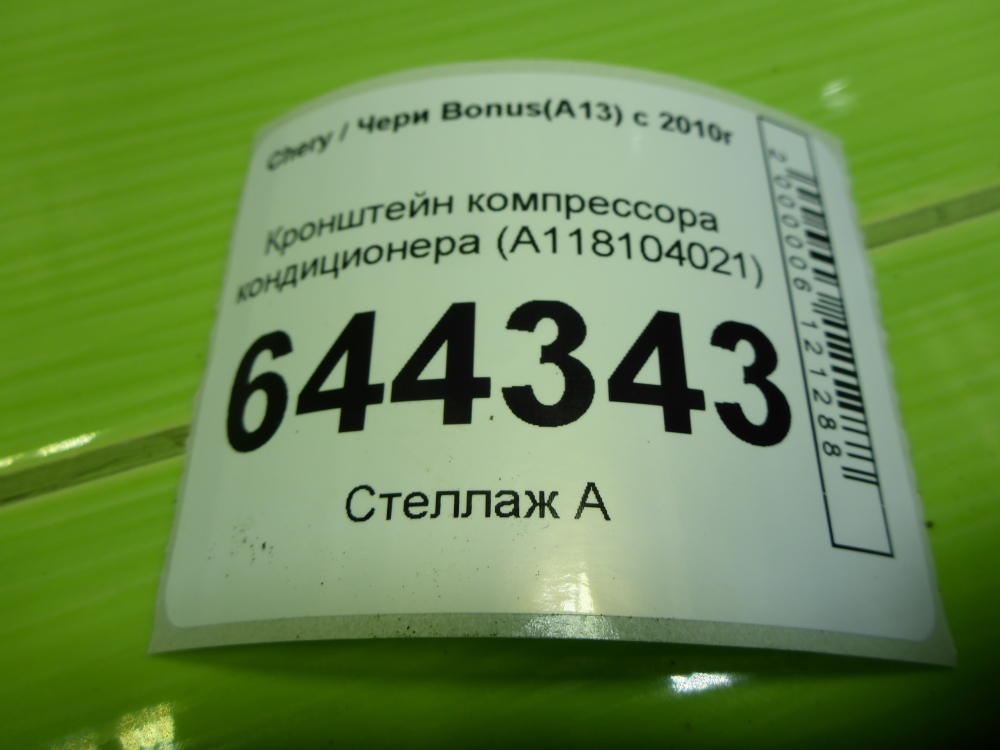 Chery / Чери Bonus(A13) с 2010г
Кронштейн компрессора
кондиционера (A118104021)
644343
Стеллаж А
2000006121288